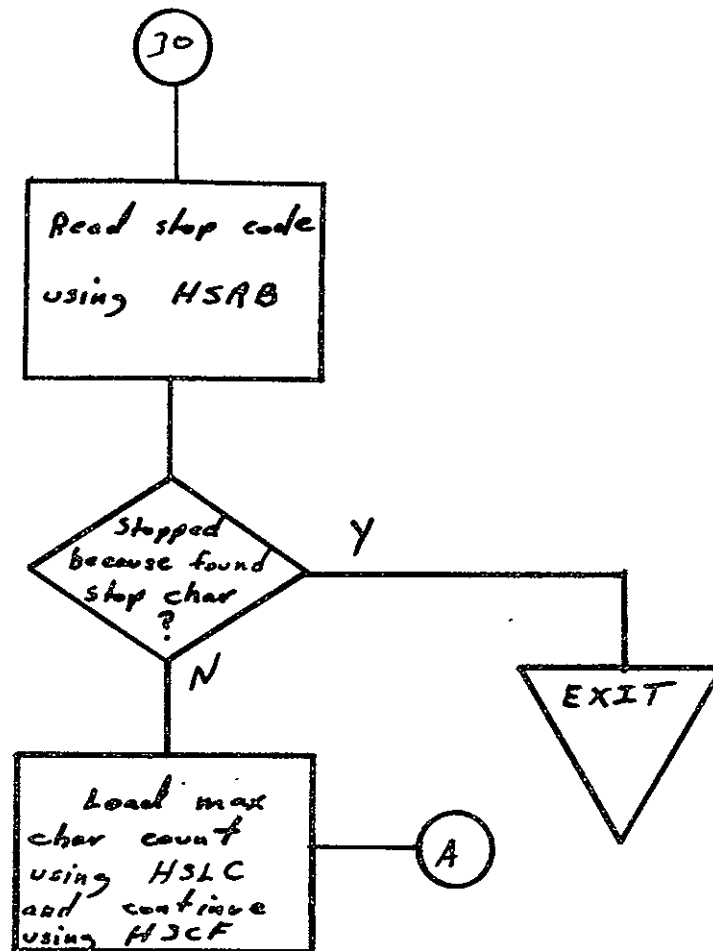 30
Read stop code
using HSRB
Stopped
because found
stop char
?
Y
N
EXIT
Load max
char count
using HSLC
and continue
using HSCF
A